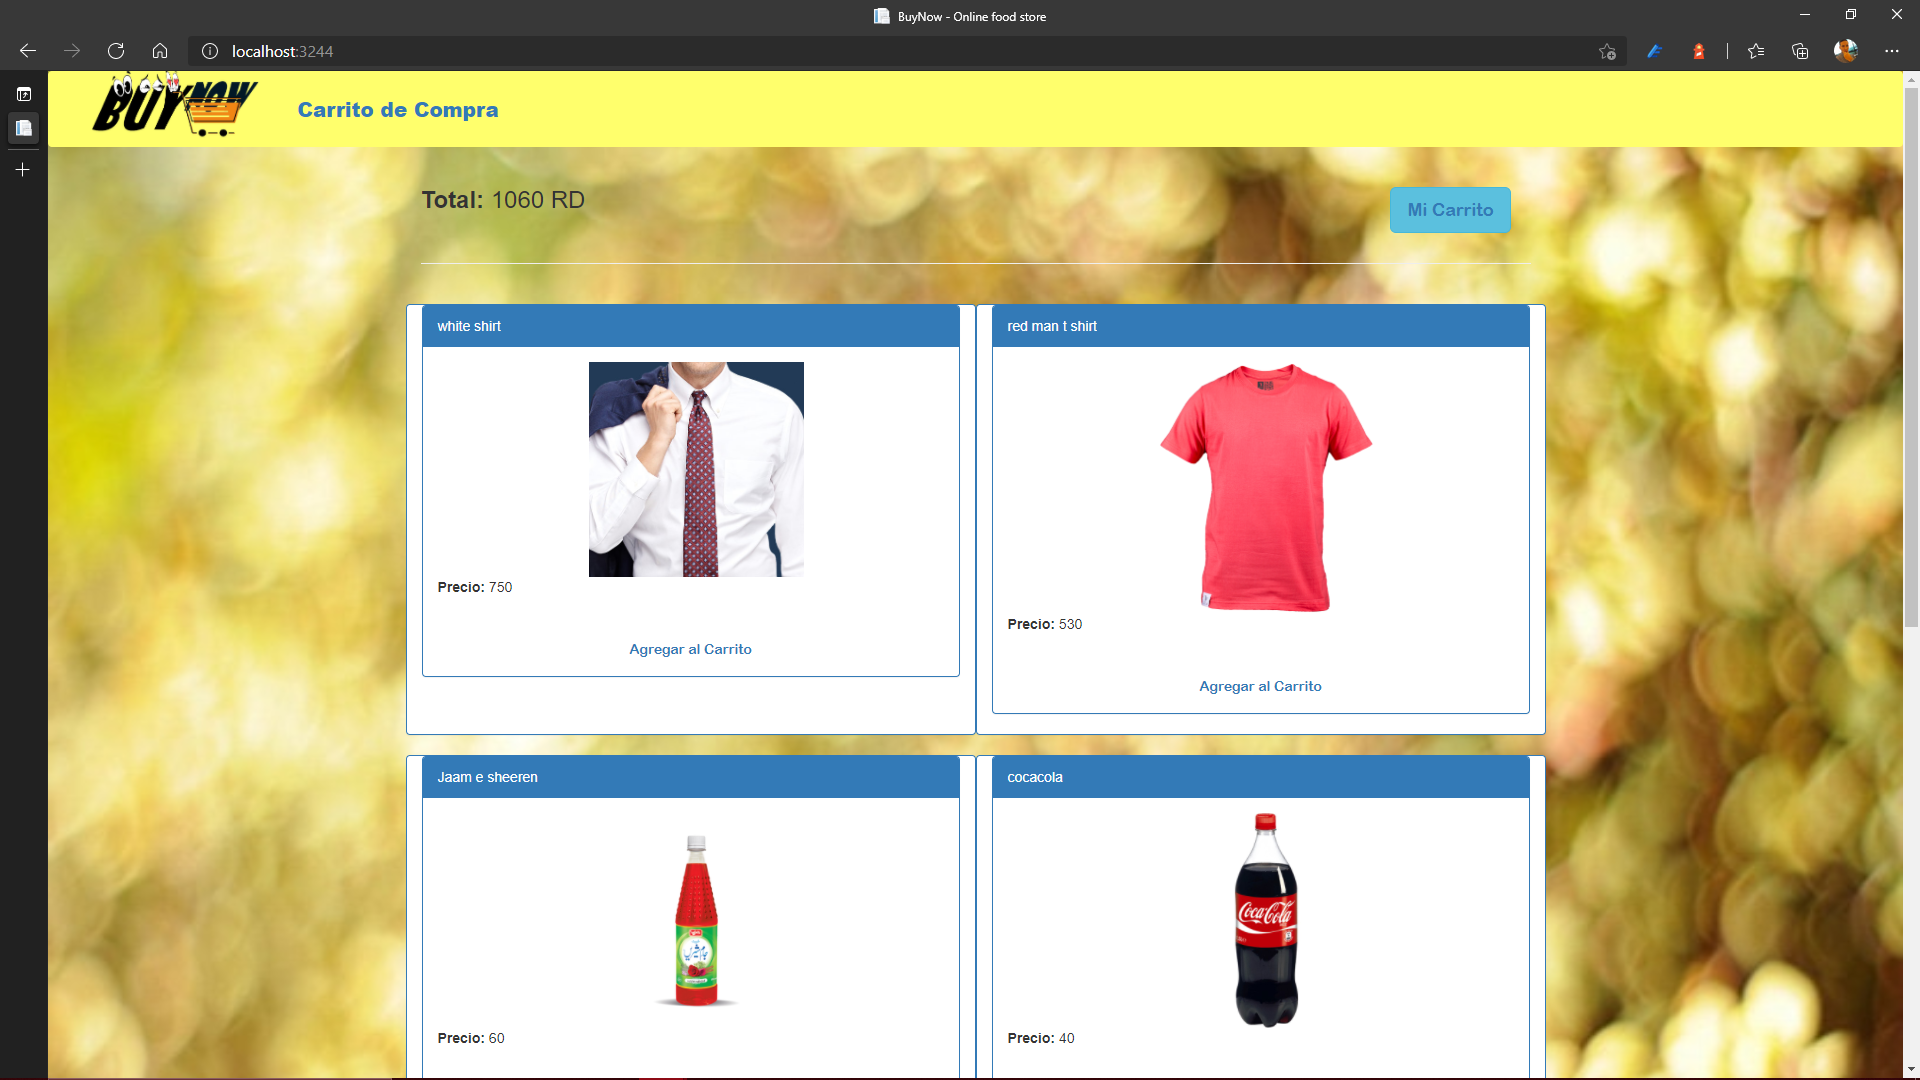 BuyNow - Online food store
localhost:3244
BUY NOW
Carrito de Compra
Total: 1060 RD
Mi Carrito
white shirt
red man t shirt
Precio: 750
Precio: 530
Agregar al Carrito
Agregar al Carrito
Jaam e sheeren
cocacola
Coca-Cola
Precio: 60
Precio: 40